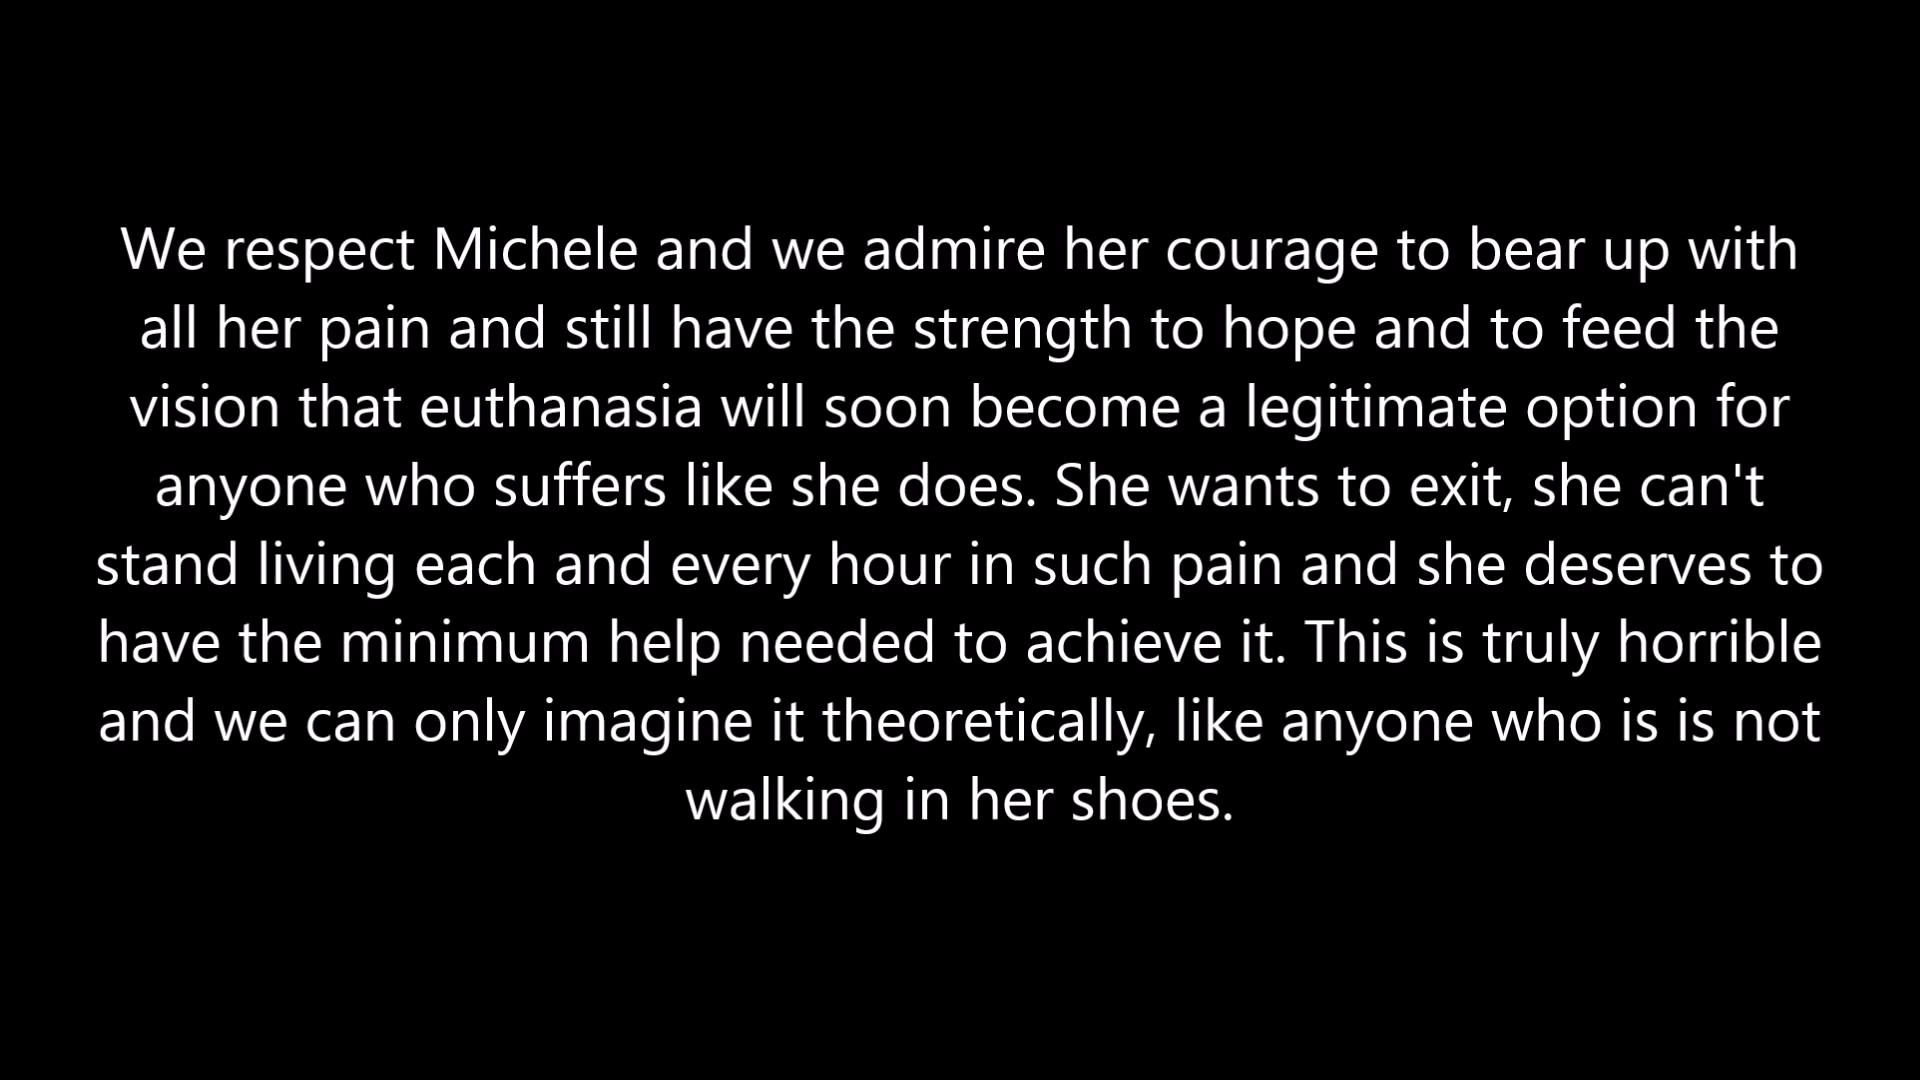 We respect Michele and we admire her courage to bear up with
all her pain and still have the strength to hope and to feed the
vision that euthanasia will soon become a legitimate option for
anyone who suffers like she does. She wants to exit, she can't
stand living each and every hour in such pain and she deserves to
have the minimum help needed to achieve it. This is truly horrible
and we can only imagine it theoretically, like anyone who is is not
walking in her shoes.